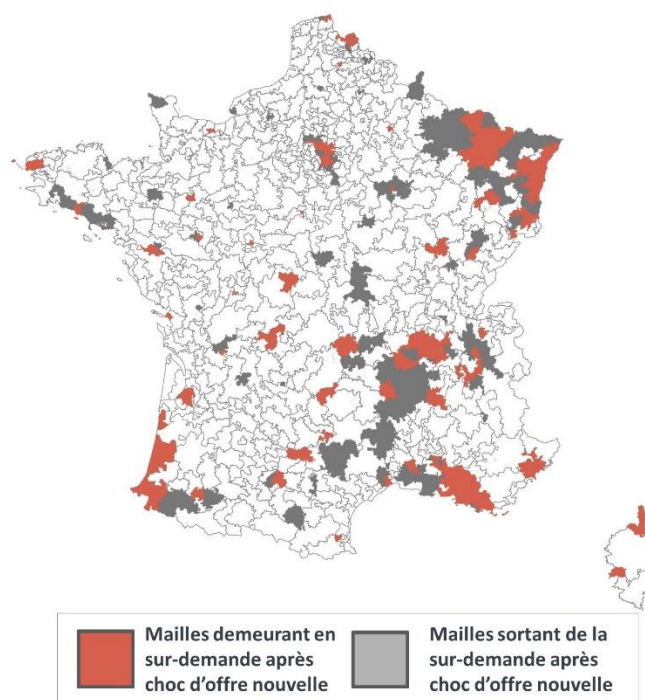 Mailles demeurant en
sur-demande après
choc d’offre nouvelle
Mailles sortant de la
sur-demande après
choc d’offre nouvelle